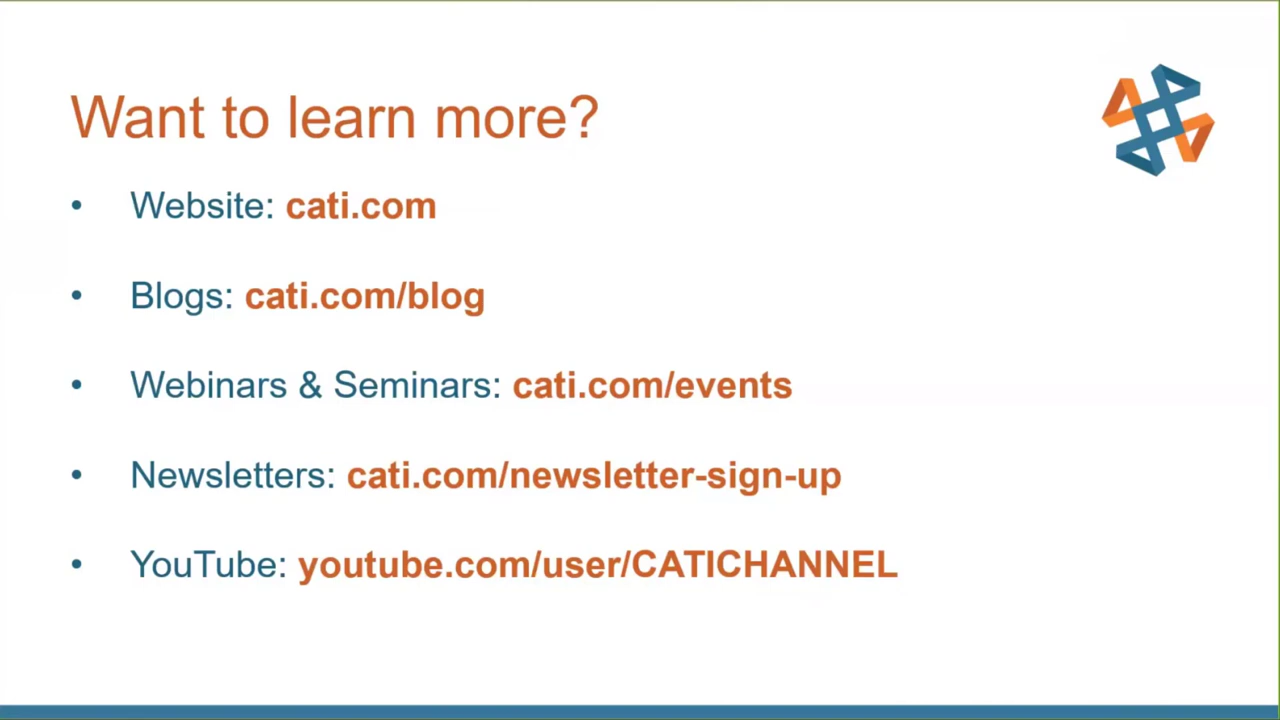 Want to learn more?
• Website: cati.com
• Blogs: cati.com/blog
• Webinars & Seminars: cati.com/events
• Newsletters: cati.com/newsletter-sign-up
• YouTube: youtube.com/user/CATICHANNEL